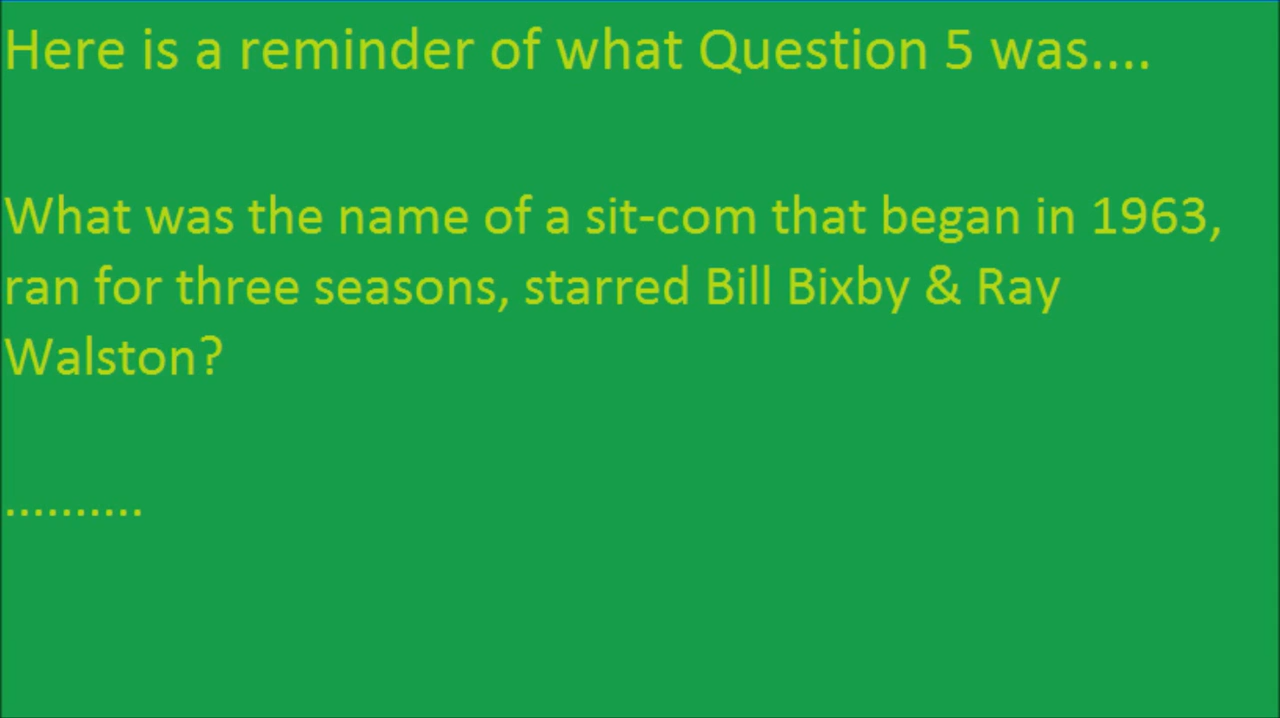 Here is a reminder of what Question 5 was....
What was the name of a sit-com that began in 1963,
ran for three seasons, starred Bill Bixby & Ray
Walston?
..........